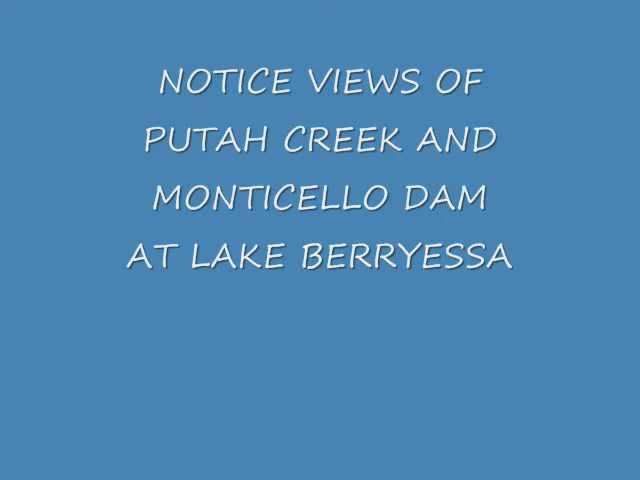 NOTICE VIEWS OF
PUTAH CREEK AND
MONTICELLO DAM
AT LAKE BERRYESSA